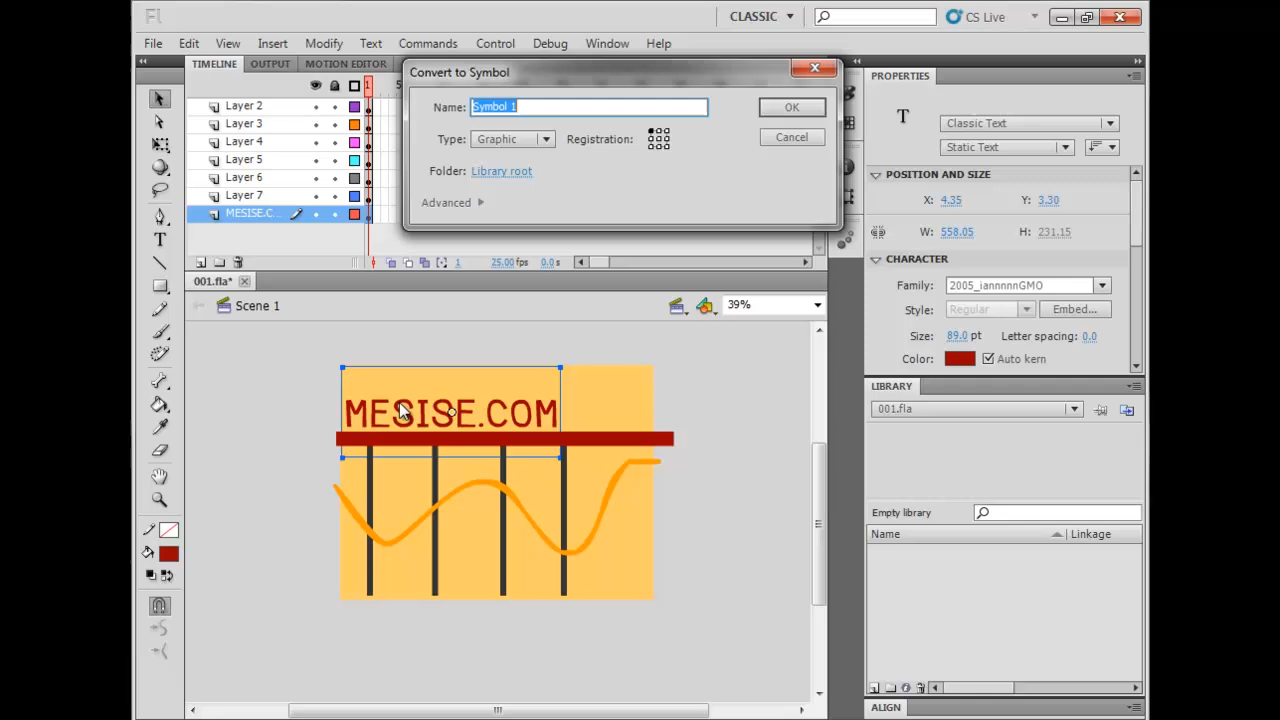 Fl
CLASSIC
CS Live
File Edit View Insert Modify Text Commands Control Debug Window Help
TIMELINE OUTPUT MOTION EDITOR
1 5
Layer 2
Layer 3
Layer 4
Layer 5
Layer 6
Layer 7
MESISE.C...
1 25.00 fps 0.0 s
Convert to Symbol
Name: Symbol 1 OK
Type: Graphic Registration: Cancel
Folder: Library root
Advanced
001.fla*
Scene 1 39%
MESISE.COM
PROPERTIES
T Classic Text
Static Text
POSITION AND SIZE
X: 4.35 Y: 3.30
W: 558.05 H: 231.15
CHARACTER
Family: 2005_iannnnnGMO
Style: Regular Embed...
Size: 89.0 pt Letter spacing: 0.0
Color: Auto kern
LIBRARY
001.fla
Empty library
Name Linkage
ALIGN